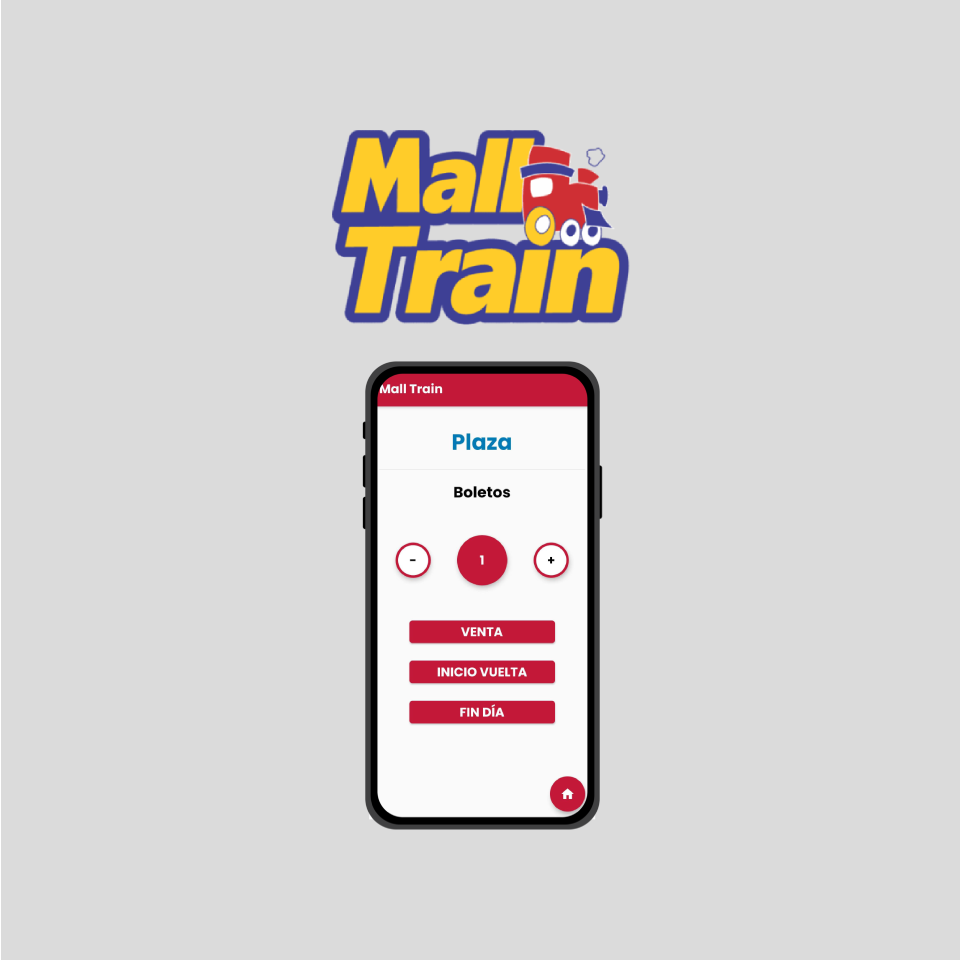 Mall
Train
Mall Train
Plaza
Boletos
- 1 +
VENTA
INICIO VUELTA
FIN DÍA